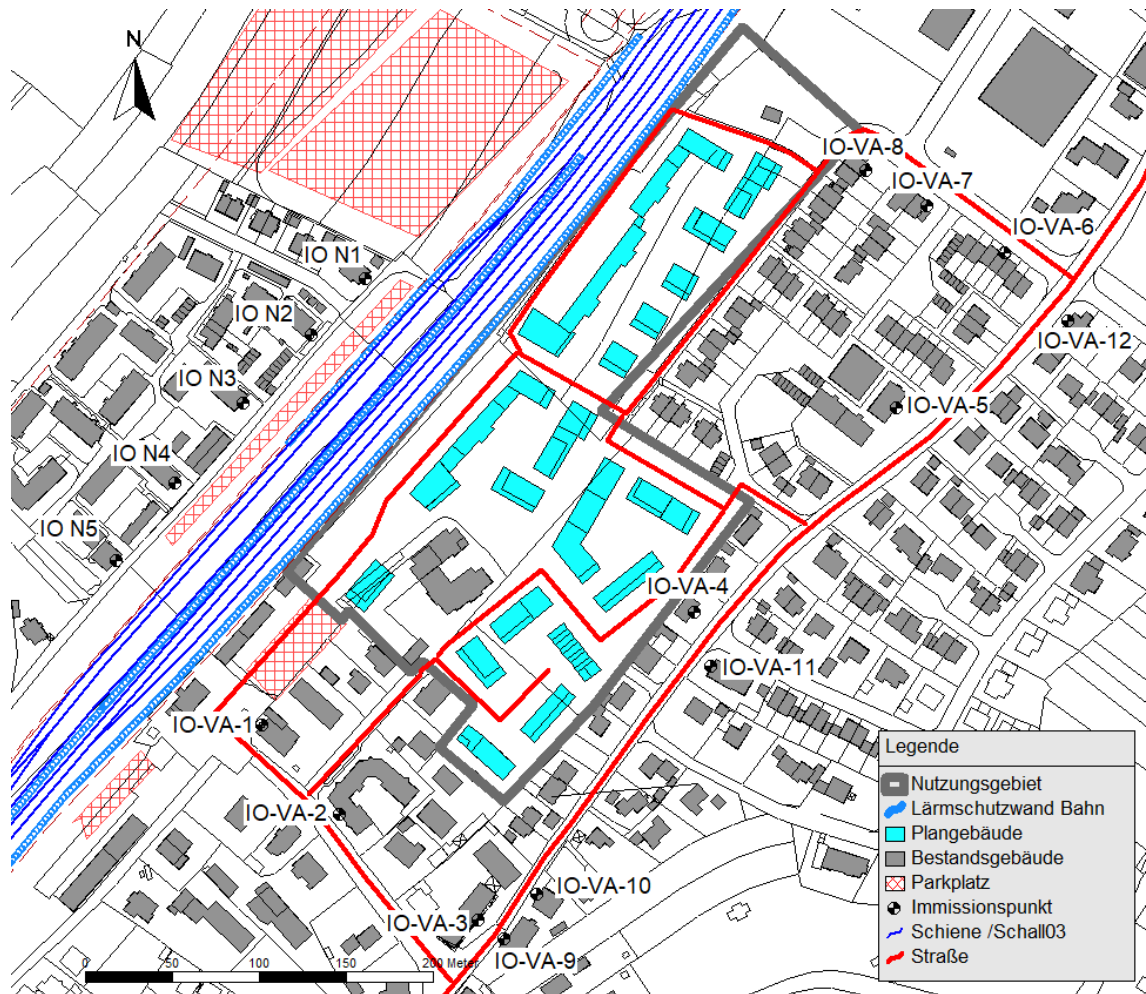 N
IO-VA-8
IO-VA-7
IO-VA-6
IO N1
IO N2
IO-VA-12
IO N3
IO-VA-5
IO N4
IO N5
IO-VA-4
IO-VA-11
IO-VA-1
IO-VA-2
IO-VA-10
IO-VA-3
IO-VA-9
0 50 100 150 200 Meter
Legende
Nutzungsgebiet
Lärmschutzwand Bahn
Plangebäude
Bestandsgebäude
Parkplatz
Immissionspunkt
Schiene /Schall03
Straße